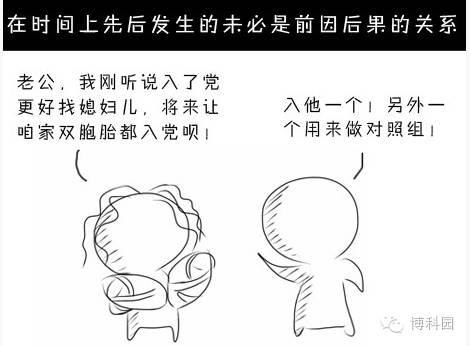 在时间上先后发生的未必是前因后果的关系
老公，我刚听说入了党
更好找媳妇儿，将来让
咱家双胞胎都入党呗！
入他一个！另外一
个用来做对照组！
博科园